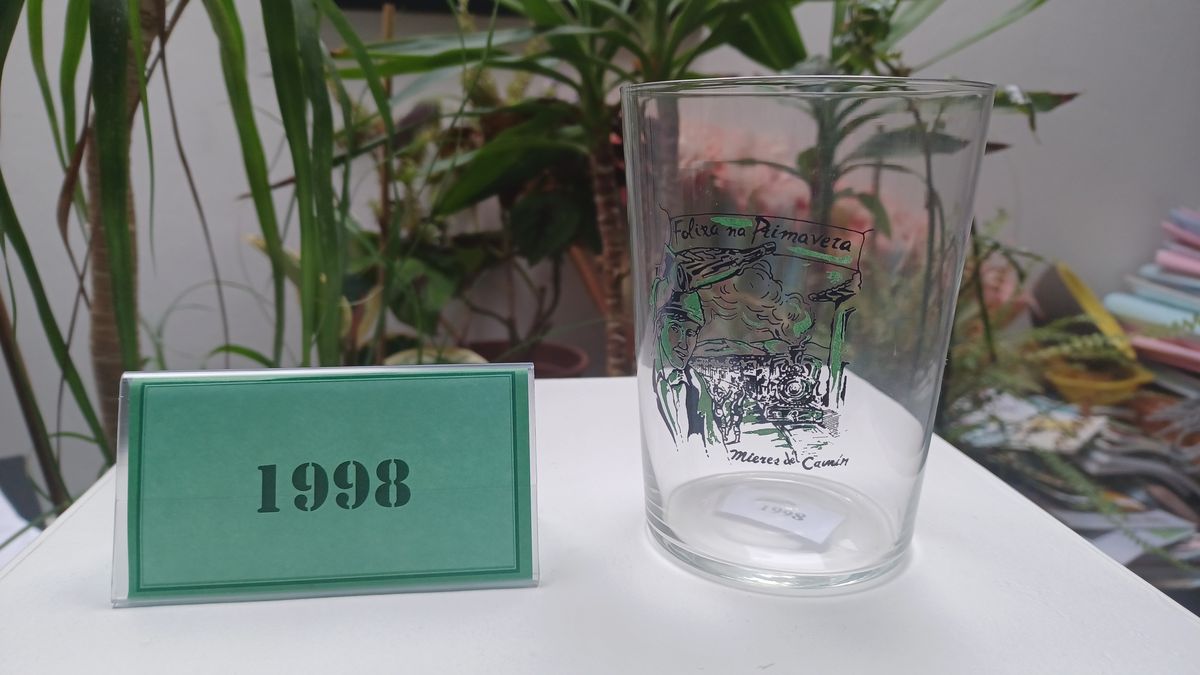 1998
Folixa na Primavera
Mieres del Camín
1998